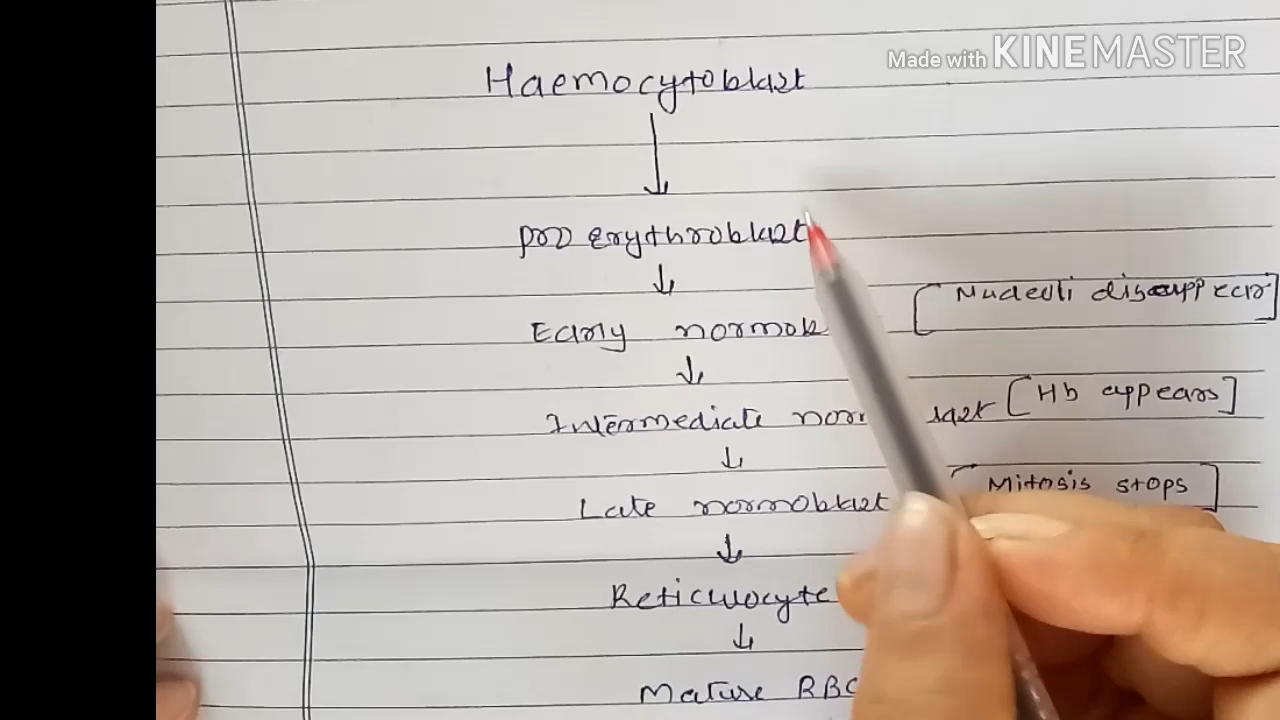 Made with KINEMASTER
Haemocytoblast
pro erythroblast
Early normob
[Nucleoli disappear]
Intermediate nor
[Hb appears]
Late normoblast
[Mitosis stops]
Reticulocyte
Mature RBC